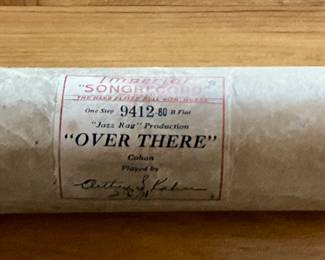 Imperial
"SONGRECORD"
THE HAND PLAYED ROLL WITH WORDS
One Step 9412-80 B Flat
"Jazz Rag" Production
"OVER THERE"
Cohan
Played by